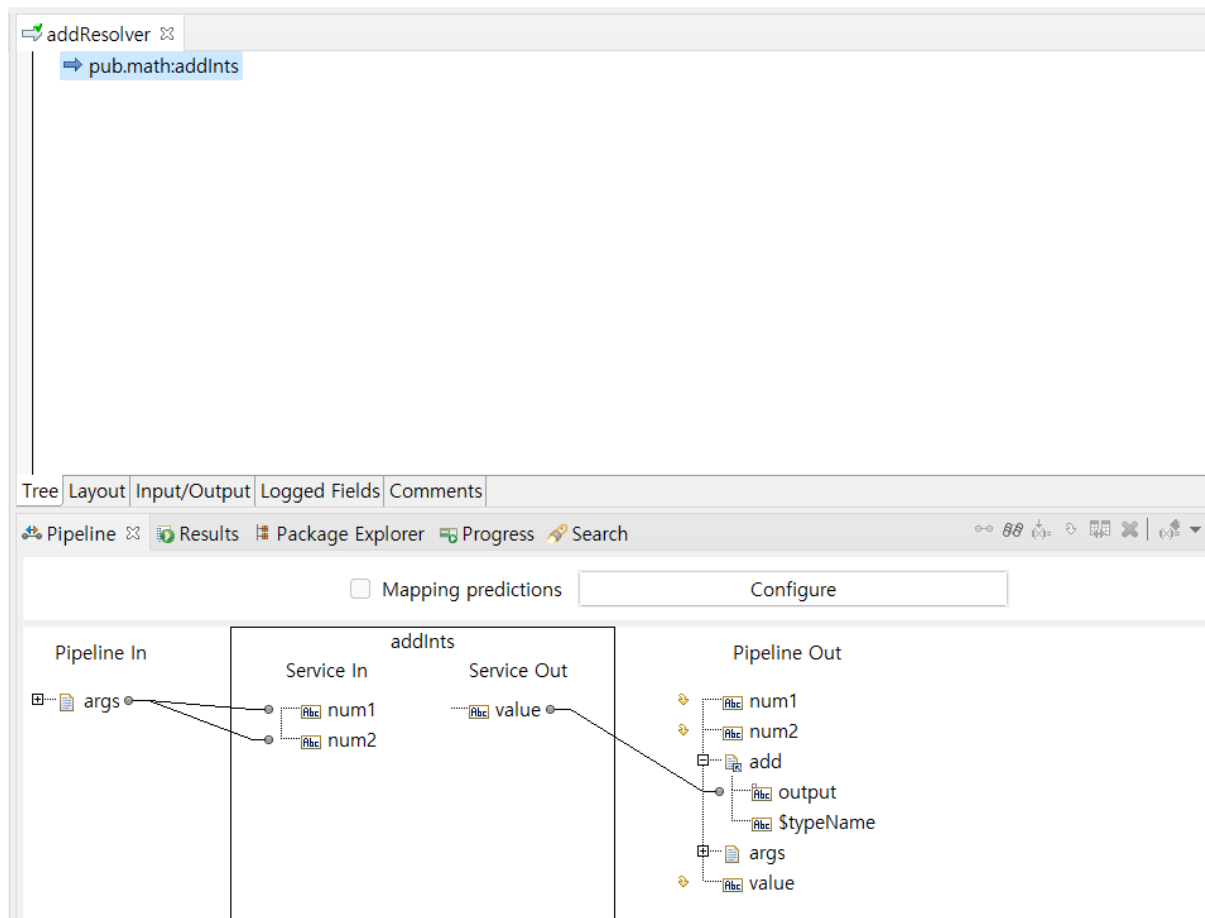 addResolver
pub.math:addInts
Tree Layout Input/Output Logged Fields Comments
Pipeline Results Package Explorer Progress Search
Mapping predictions Configure
Pipeline In
addInts
Service In Service Out
Pipeline Out
args
num1
num2
value
num1
num2
add
output
$typeName
args
value